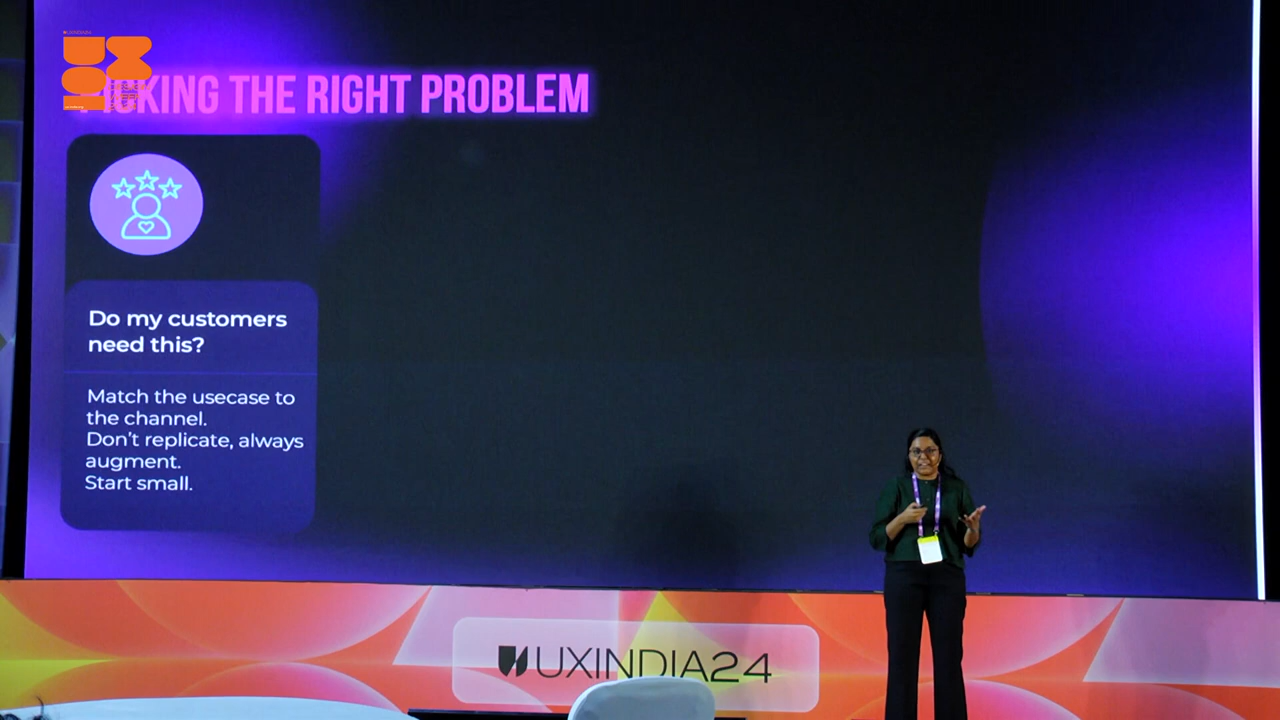 PICKING THE RIGHT PROBLEM
Do my customers
need this?
Match the usecase to
the channel.
Don't replicate, always
augment.
Start small.
UXINDIA24